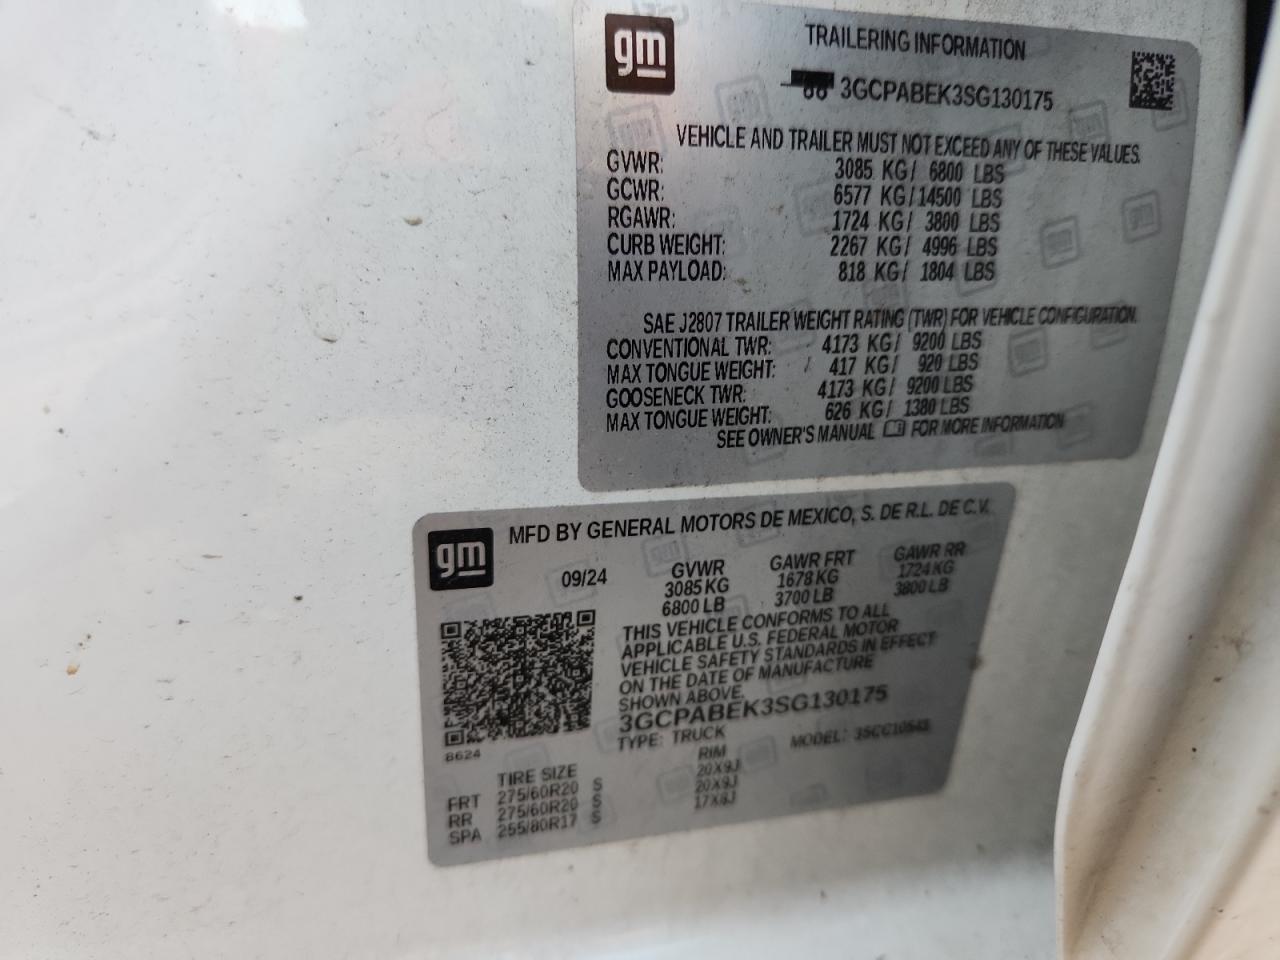 gm
TRAILERING INFORMATION
3GCPABEK3SG130175
VEHICLE AND TRAILER MUST NOT EXCEED ANY OF THESE VALUES.
GVWR: 3085 KG/ 6800 LBS
GCWR: 6577 KG/14500 LBS
RGAWR: 1724 KG/ 3800 LBS
CURB WEIGHT: 2267 KG/ 4996 LBS
MAX PAYLOAD: 818 KG/ 1804 LBS
SAE J2807 TRAILER WEIGHT RATING (TWR) FOR VEHICLE CONFIGURATION.
CONVENTIONAL TWR: 4173 KG/ 9200 LBS
MAX TONGUE WEIGHT: 417 KG/ 920 LBS
GOOSENECK TWR: 4173 KG/ 9200 LBS
MAX TONGUE WEIGHT: 626 KG/ 1380 LBS
SEE OWNER'S MANUAL FOR MORE INFORMATION
gm
MFD BY GENERAL MOTORS DE MEXICO, S. DE R.L. DE C.V.
09/24 GVWR GAWR FRT GAWR RR
3085 KG 1678 KG 1724 KG
6800 LB 3700 LB 3800 LB
THIS VEHICLE CONFORMS TO ALL
APPLICABLE U.S. FEDERAL MOTOR
VEHICLE SAFETY STANDARDS IN EFFECT
ON THE DATE OF MANUFACTURE
SHOWN ABOVE.
3GCPABEK3SG130175
TYPE: TRUCK MODEL:
8624
TIRE SIZE RIM
FRT 275/60R20 S 20X9J
RR 275/60R20 S 20X9J
SPA 255/80R17 S 17X8J